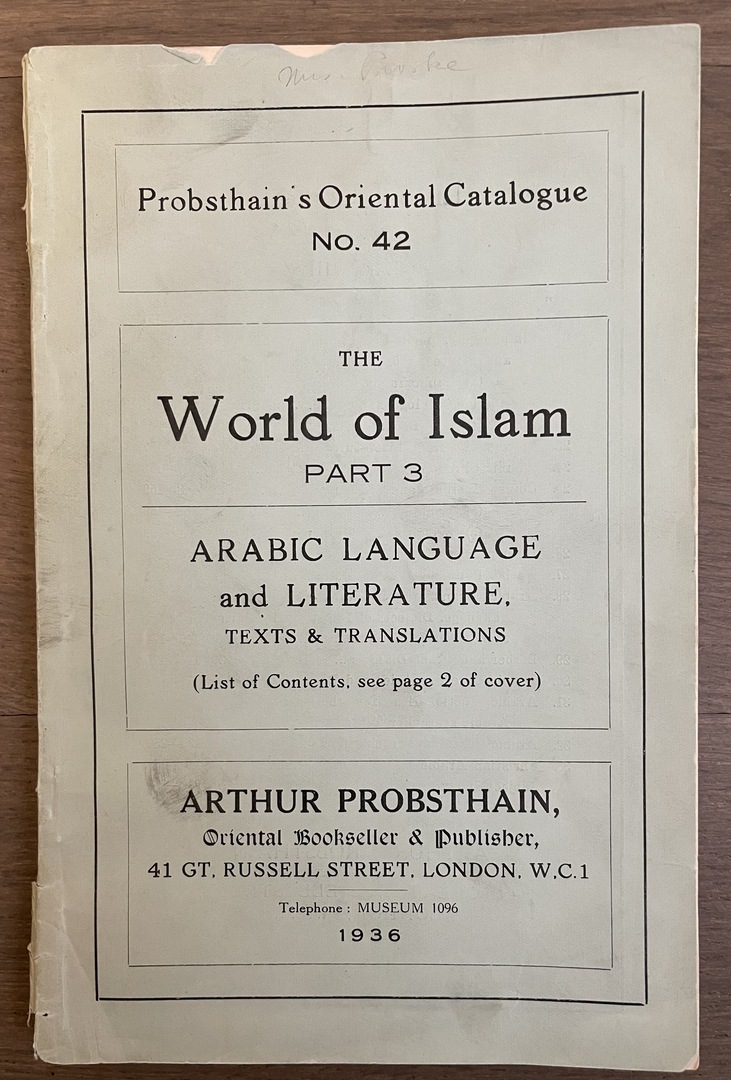 Mrs.
Probsthain's Oriental Catalogue
No. 42
THE
World of Islam
PART 3
ARABIC LANGUAGE
and LITERATURE,
TEXTS & TRANSLATIONS
(List of Contents, see page 2 of cover)
ARTHUR PROBSTHAIN,
Oriental Bookseller & Publisher,
41 GT. RUSSELL STREET, LONDON, W.C.1
Telephone : MUSEUM 1096
1936